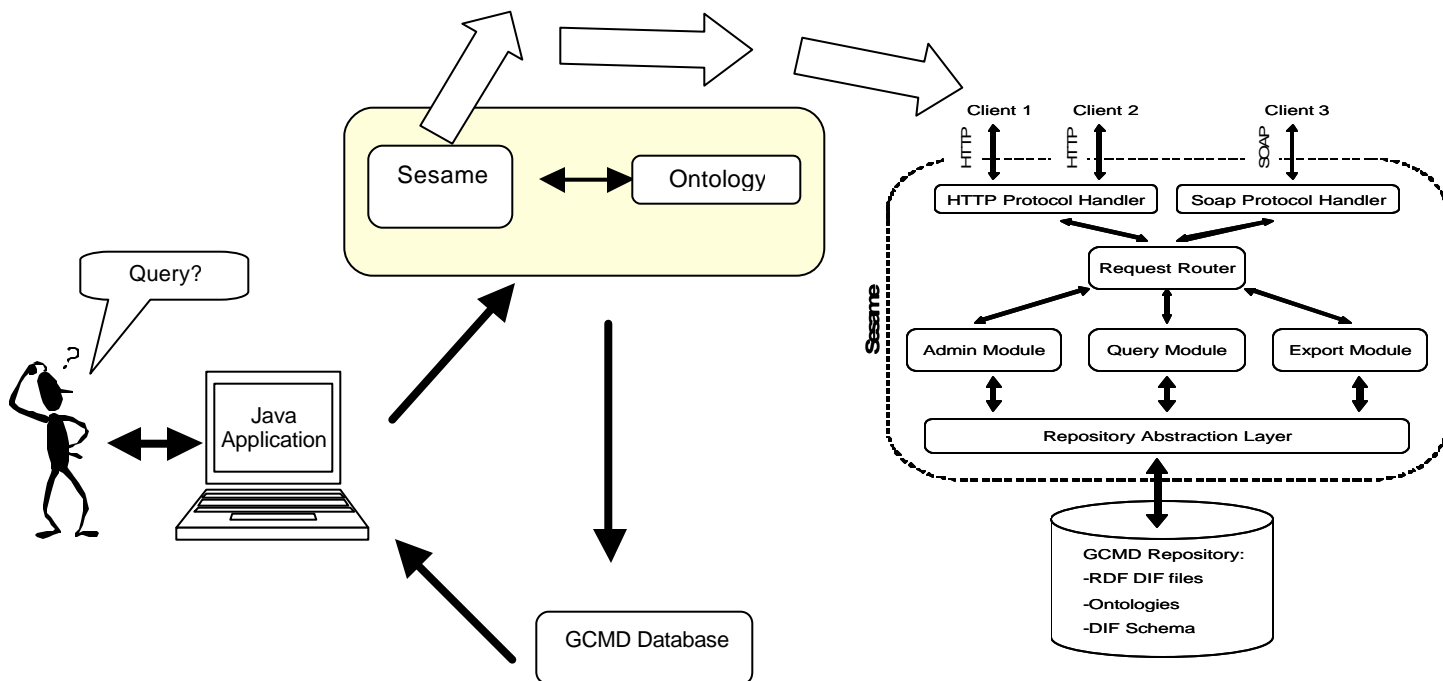 Sesame
Ontology
Query?
?
Java
Application
GCMD Database
Client 1
Client 2
Client 3
HTTP
HTTP
SOAP
HTTP Protocol Handler
Soap Protocol Handler
Request Router
Sesame
Admin Module
Query Module
Export Module
Repository Abstraction Layer
GCMD Repository:
-RDF DIF files
-Ontologies
-DIF Schema